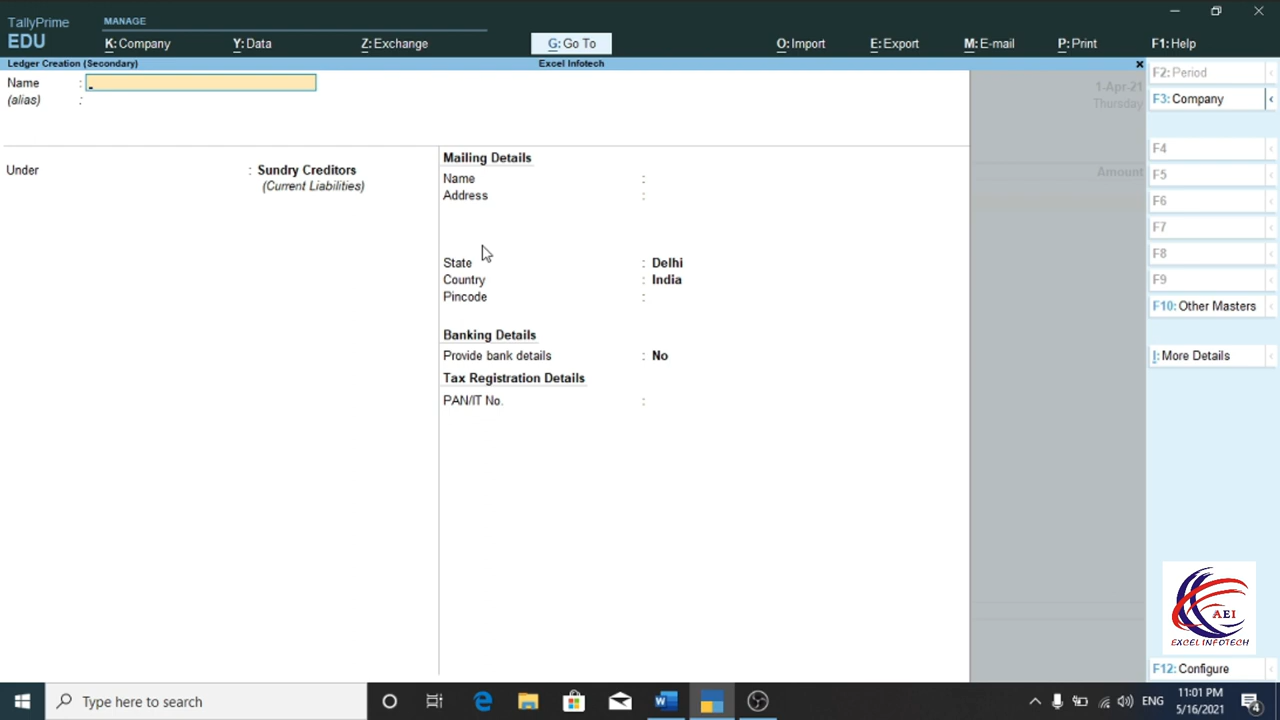 TallyPrime
EDU
MANAGE
K: Company
Y: Data
Z: Exchange
G: Go To
O: Import
E: Export
M: E-mail
P: Print
F1: Help
Ledger Creation (Secondary)
Excel Infotech
x
Name :
(alias) :
Under : Sundry Creditors
(Current Liabilities)
Mailing Details
Name :
Address :
State : Delhi
Country : India
Pincode :
Banking Details
Provide bank details : No
Tax Registration Details
PAN/IT No. :
1-Apr-21
Thursday
Amount
F2: Period
F3: Company
F4
F5
F6
F7
F8
F9
F10: Other Masters
I: More Details
AEI
EXCEL INFOTECH
F12: Configure
Type here to search
ENG
11:01 PM
5/16/2021
4